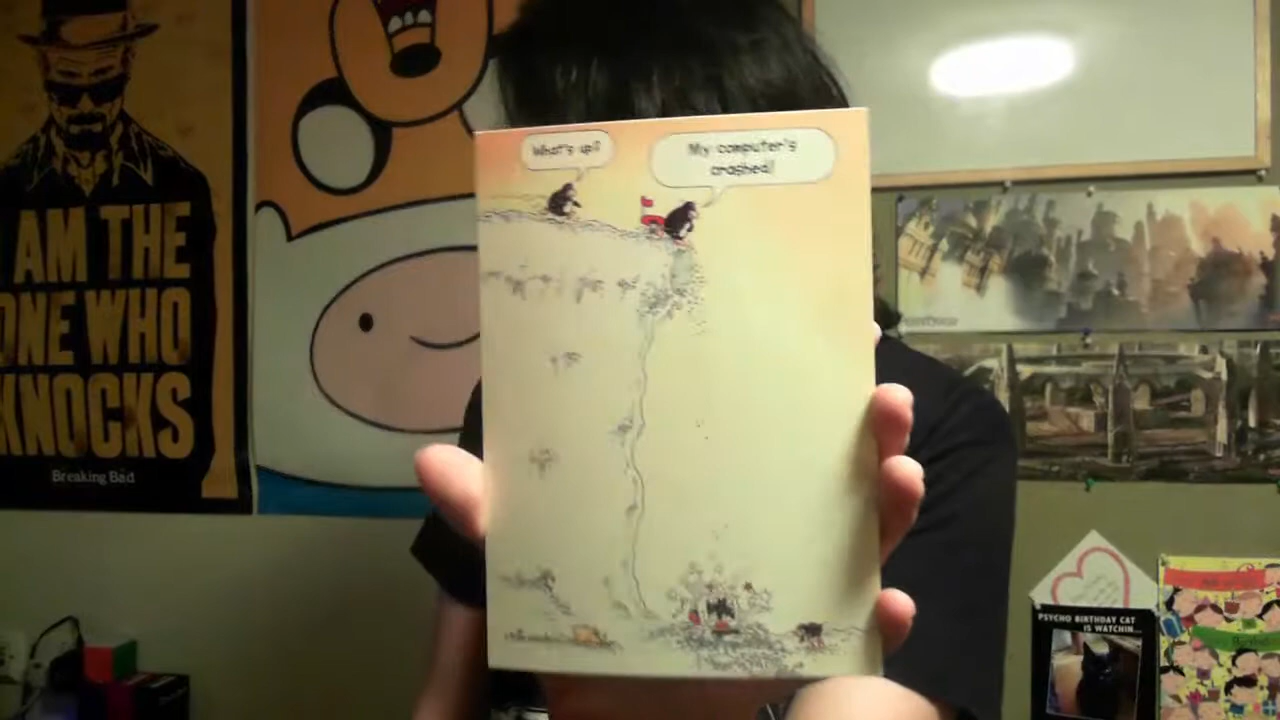 I AM THE
ONE WHO
KNOCKS
Breaking Bad
What's up?
My computer's
crashed!
PSYCHO BIRTHDAY CAT
IS WATCHIN...